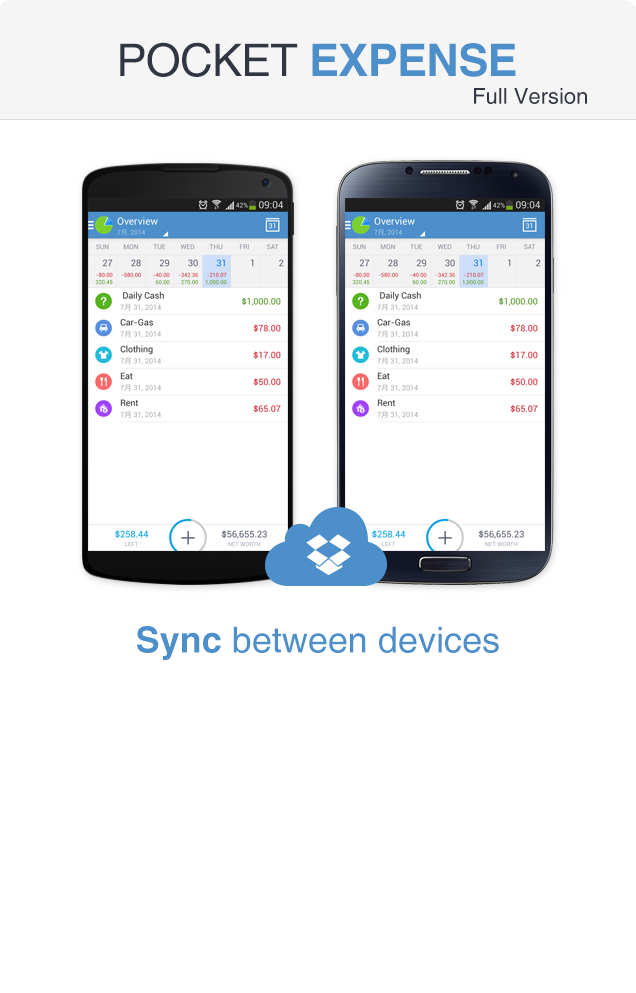 POCKET EXPENSE
Full Version
42% 09:04
Overview
7月, 2014
31
SUN MON TUE WED THU FRI SAT
27 28 29 30 31 1 2
-80.00 -580.00 -40.00 -342.36 -210.07
320.45 60.00 270.00 1,000.00
Daily Cash
7月 31, 2014
$1,000.00
Car-Gas
7月 31, 2014
$78.00
Clothing
7月 31, 2014
$17.00
Eat
7月 31, 2014
$50.00
Rent
7月 31, 2014
$65.07
$258.44
LEFT
$56,655.23
NET WORTH
42% 09:04
Overview
7月, 2014
31
SUN MON TUE WED THU FRI SAT
27 28 29 30 31 1 2
-80.00 -580.00 -40.00 -342.36 -210.07
320.45 60.00 270.00 1,000.00
Daily Cash
7月 31, 2014
$1,000.00
Car-Gas
7月 31, 2014
$78.00
Clothing
7月 31, 2014
$17.00
Eat
7月 31, 2014
$50.00
Rent
7月 31, 2014
$65.07
$258.44
LEFT
$56,655.23
NET WORTH
Sync between devices